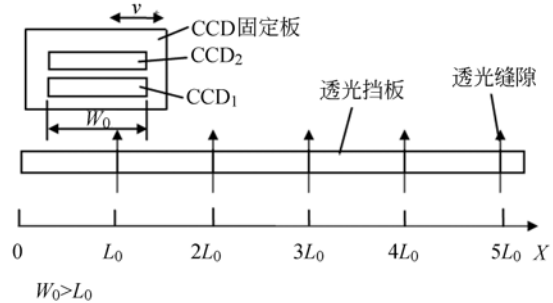 v
CCD固定板
CCD₂
CCD₁
W₀
透光挡板
透光缝隙
0 L₀ 2L₀ 3L₀ 4L₀ 5L₀ X
W₀>L₀